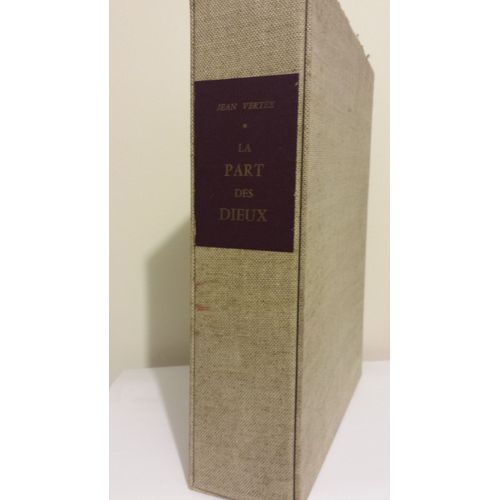 JEAN VERTEX
*
LA
PART
DES
DIEUX